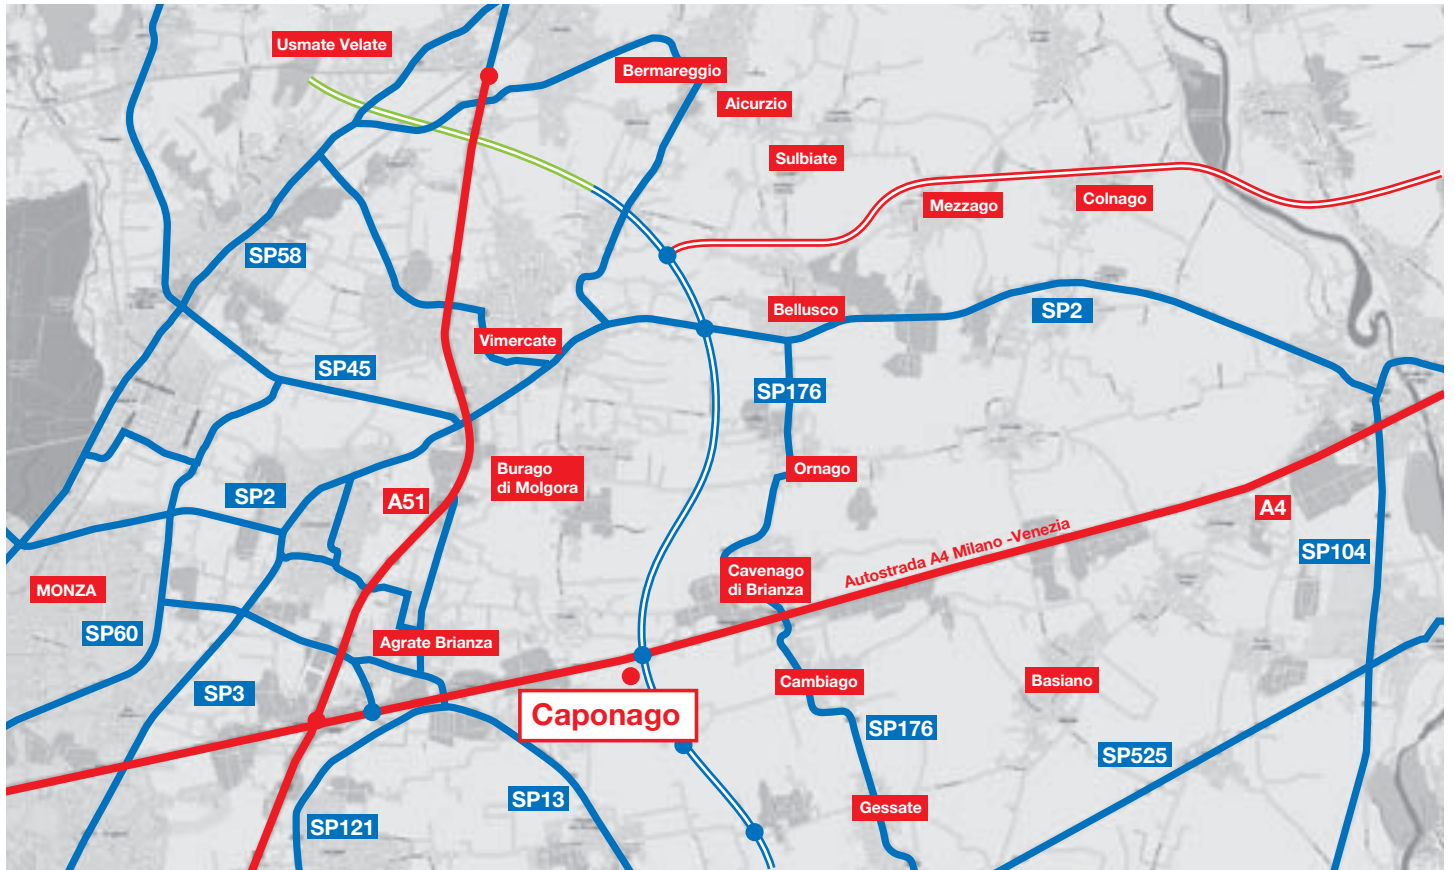 Usmate Velate
Bermareggio
Aicurzio
Sulbiate
Mezzago
Colnago
SP58
Bellusco
SP2
Vimercate
SP45
SP176
Burago
di Molgora
Ornago
SP2
A51
A4
Autostrada A4 Milano -Venezia
SP104
MONZA
Cavenago
di Brianza
SP60
Agrate Brianza
Cambiago
Basiano
SP3
Caponago
SP176
SP525
SP13
Gessate
SP121